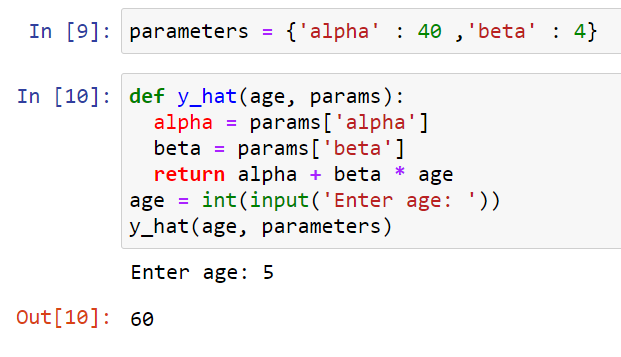 In [9]: parameters = {'alpha' : 40 ,'beta' : 4}
In [10]: def y_hat(age, params):
  alpha = params['alpha']
  beta = params['beta']
  return alpha + beta * age
age = int(input('Enter age: '))
y_hat(age, parameters)
Enter age: 5
Out[10]: 60